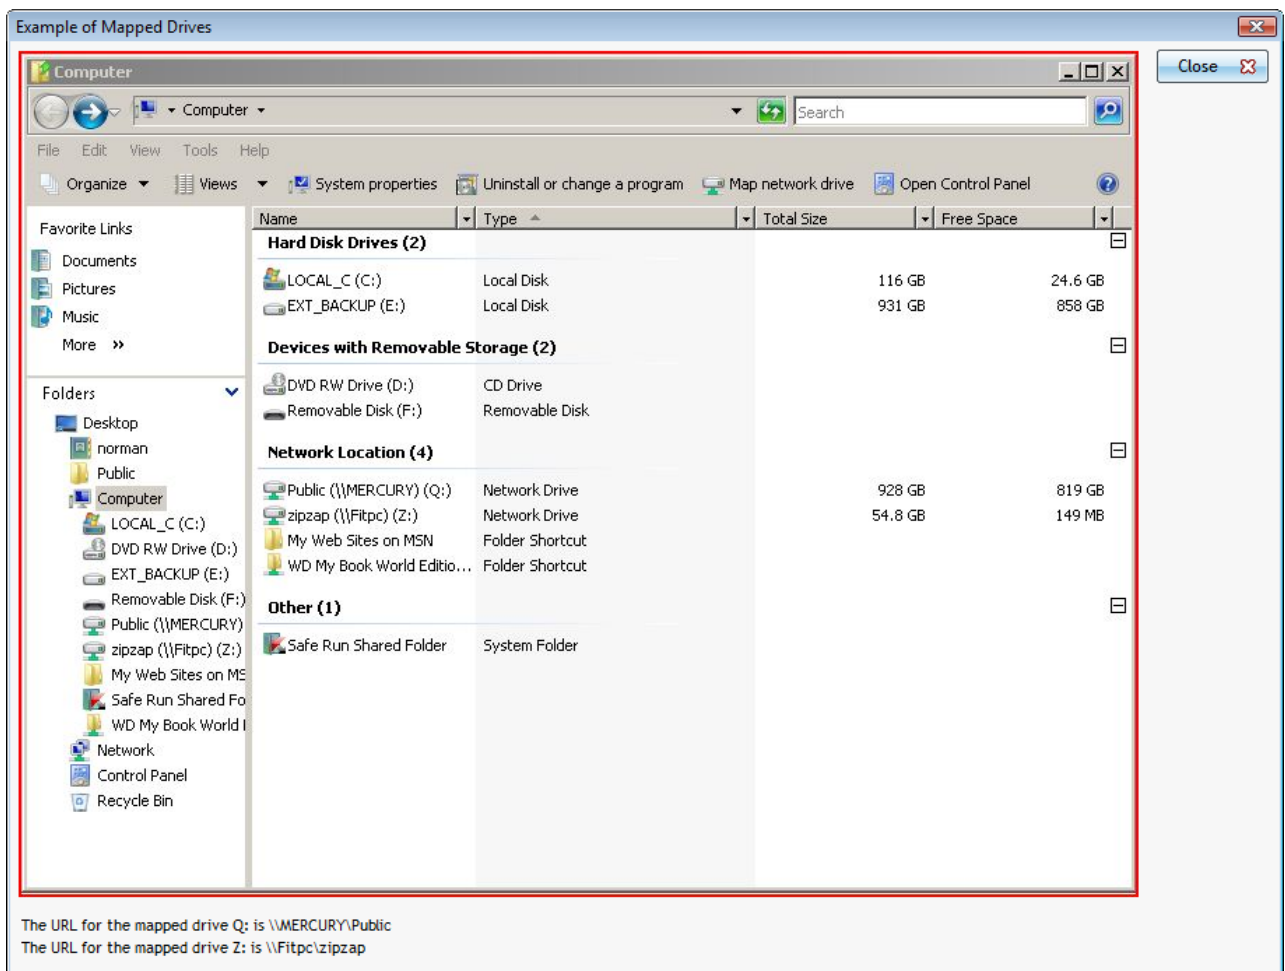 Example of Mapped Drives
Close
Computer
Computer
Search
File Edit View Tools Help
Organize Views System properties Uninstall or change a program Map network drive Open Control Panel
Favorite Links
Documents
Pictures
Music
More »
Folders
Desktop
norman
Public
Computer
LOCAL_C (C:)
DVD RW Drive (D:)
EXT_BACKUP (E:)
Removable Disk (F:)
Public (\\MERCURY)
zipzap (\\Fitpc) (Z:)
My Web Sites on MS
Safe Run Shared Fo
WD My Book World
Network
Control Panel
Recycle Bin
Name Type Total Size Free Space
Hard Disk Drives (2)
LOCAL_C (C:) Local Disk 116 GB 24.6 GB
EXT_BACKUP (E:) Local Disk 931 GB 858 GB
Devices with Removable Storage (2)
DVD RW Drive (D:) CD Drive
Removable Disk (F:) Removable Disk
Network Location (4)
Public (\\MERCURY) (Q:) Network Drive 928 GB 819 GB
zipzap (\\Fitpc) (Z:) Network Drive 54.8 GB 149 MB
My Web Sites on MSN Folder Shortcut
WD My Book World Editio... Folder Shortcut
Other (1)
Safe Run Shared Folder System Folder
The URL for the mapped drive Q: is \\MERCURY\Public
The URL for the mapped drive Z: is \\Fitpc\zipzap